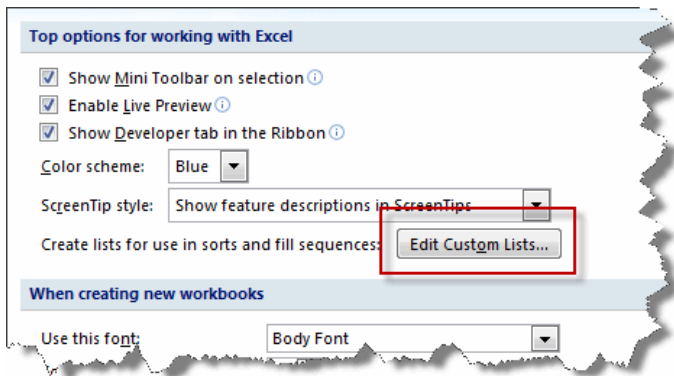 Top options for working with Excel
Show Mini Toolbar on selection
Enable Live Preview
Show Developer tab in the Ribbon
Color scheme: Blue
ScreenTip style: Show feature descriptions in ScreenTips
Create lists for use in sorts and fill sequences: Edit Custom Lists...
When creating new workbooks
Use this font: Body Font